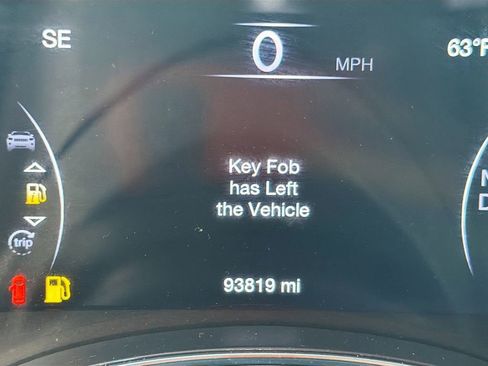 SE
0
MPH
63°F
Key Fob
has Left
the Vehicle
trip
93819 mi